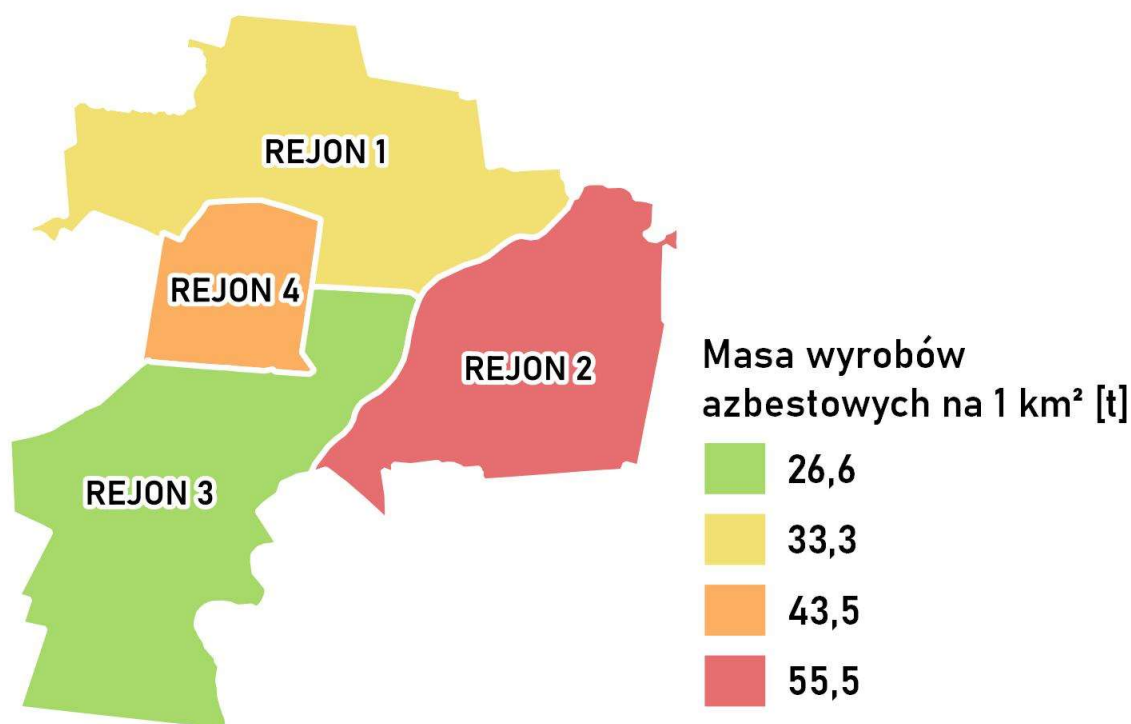 REJON 1
REJON 4
REJON 2
REJON 3
Masa wyrobów
azbestowych na 1 km² [t]
26,6
33,3
43,5
55,5